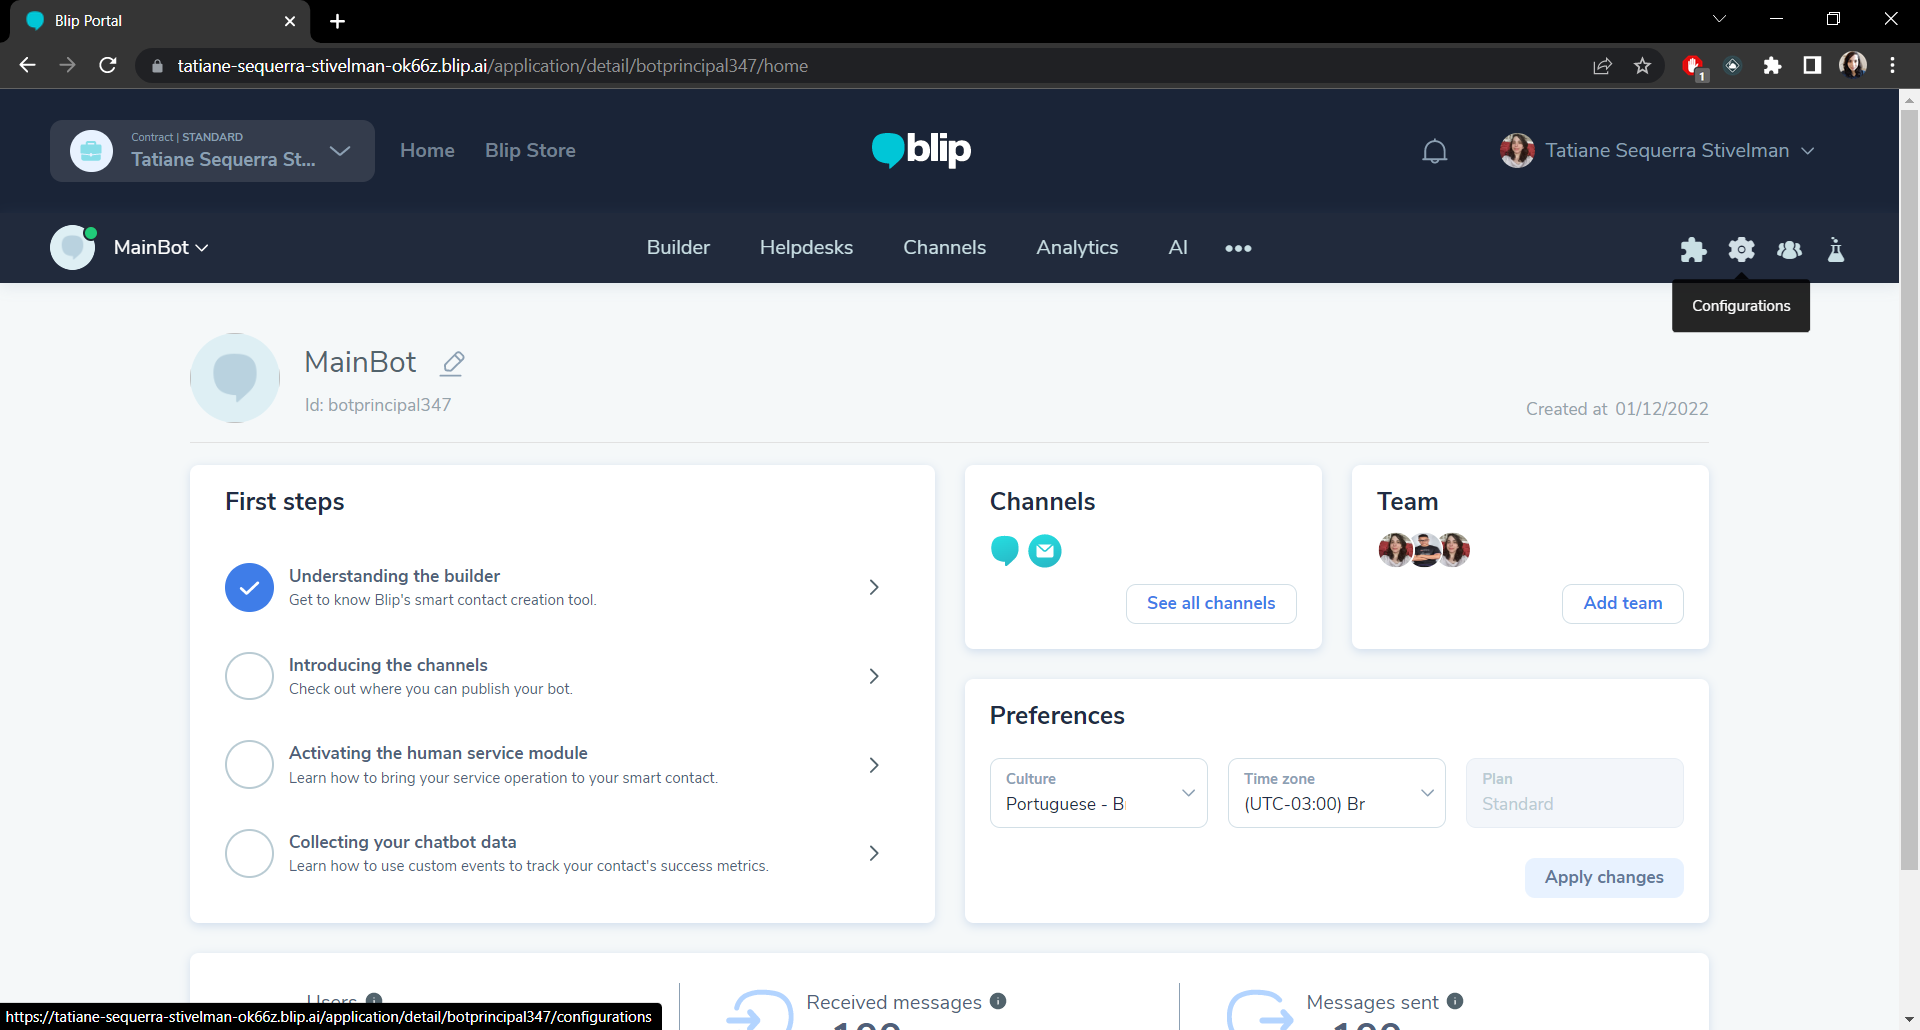 Blip Portal
tatiane-sequerra-stivelman-ok66z.blip.ai/application/detail/botprincipal347/home
1
Contract | STANDARD
Tatiane Sequerra St...
Home
Blip Store
blip
Tatiane Sequerra Stivelman
MainBot
Builder
Helpdesks
Channels
Analytics
AI
Configurations
MainBot
Id: botprincipal347
Created at 01/12/2022
First steps
Understanding the builder
Get to know Blip's smart contact creation tool.
Introducing the channels
Check out where you can publish your bot.
Activating the human service module
Learn how to bring your service operation to your smart contact.
Collecting your chatbot data
Learn how to use custom events to track your contact's success metrics.
Channels
See all channels
Team
Add team
Preferences
Culture
Portuguese - B
Time zone
(UTC-03:00) Br
Plan
Standard
Apply changes
Users
Received messages
Messages sent
https://tatiane-sequerra-stivelman-ok66z.blip.ai/application/detail/botprincipal347/configurations